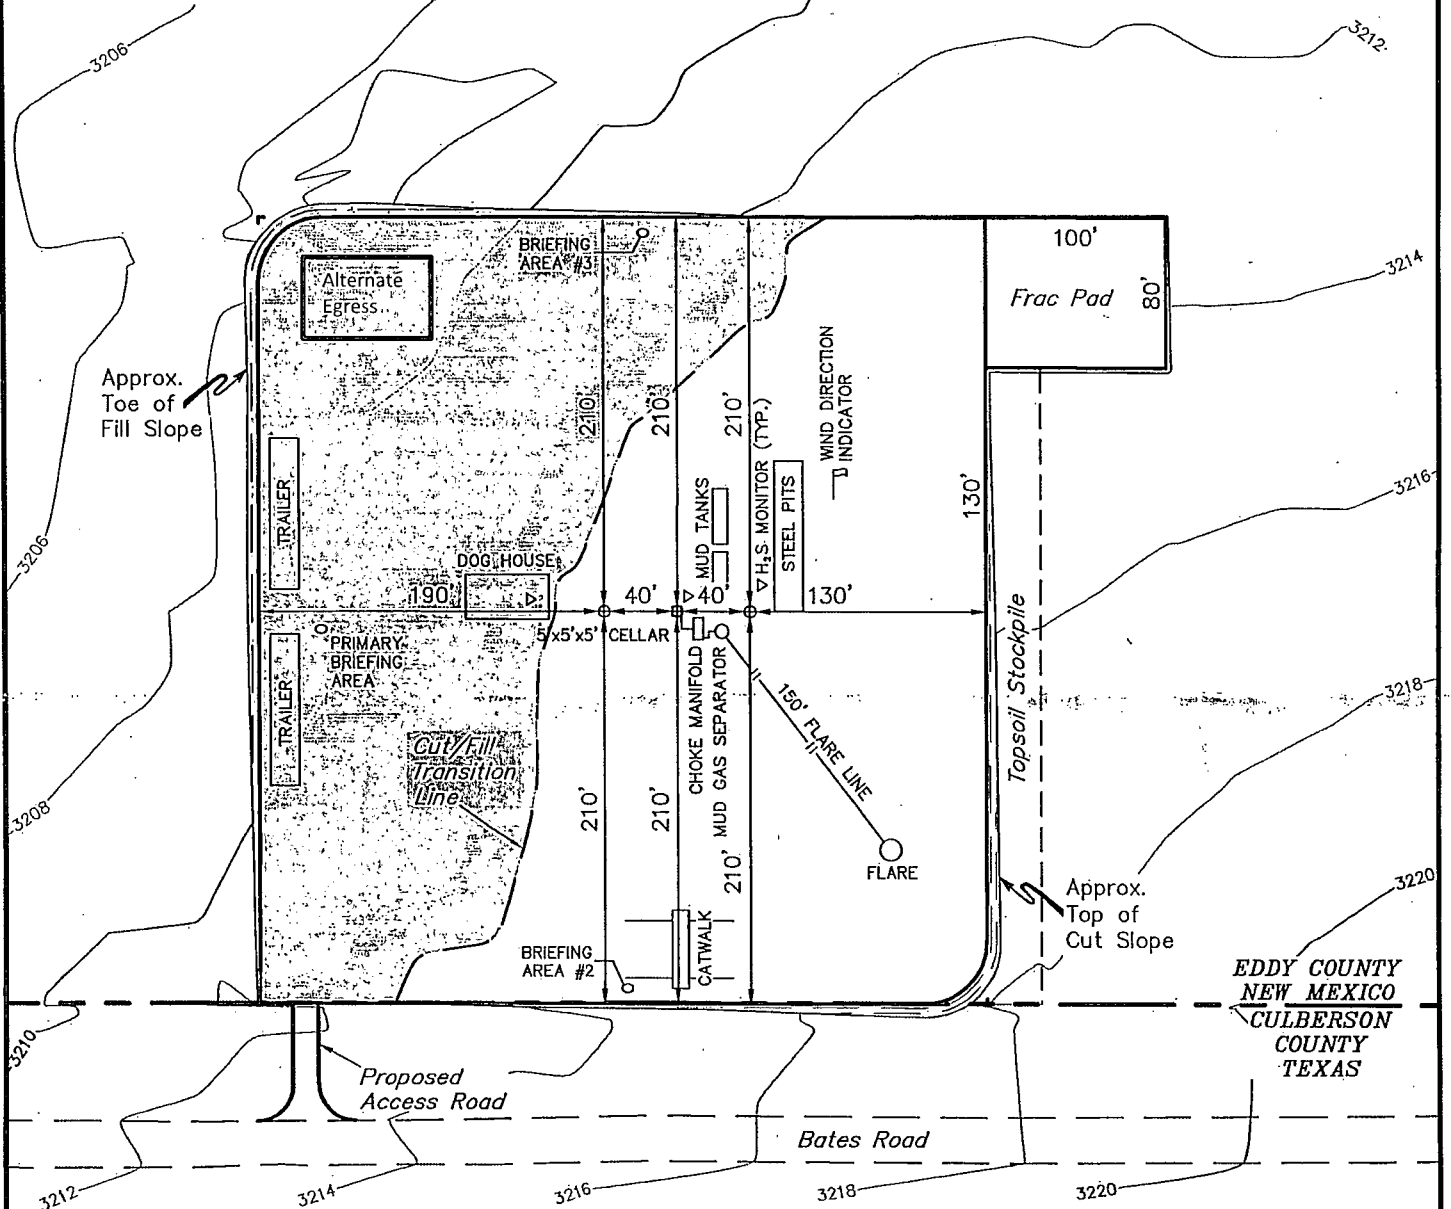 3206
3212
BRIEFING
AREA #3
100'
Frac Pad
80'
3214
Alternate
Egress
Approx.
Toe of
Fill Slope
210'
210'
210'
H₂S MONITOR (TYP.)
WIND DIRECTION
INDICATOR
130'
3216
TRAILER
MUD TANKS
STEEL PITS
3206
DOG HOUSE
190'
40'
40'
130'
5'x5'x5' CELLAR
PRIMARY
BRIEFING
AREA
TRAILER
CHOKE MANIFOLD
MUD GAS SEPARATOR
150' FLARE LINE
Topsoil Stockpile
3218
Cut/Fill
Transition
Line
3208
210'
210'
210'
FLARE
3220
Approx.
Top of
Cut Slope
BRIEFING
AREA #2
CATWALK
EDDY COUNTY
NEW MEXICO
CULBERSON
COUNTY
TEXAS
3210
Proposed
Access Road
Bates Road
3212
3214
3216
3218
3220